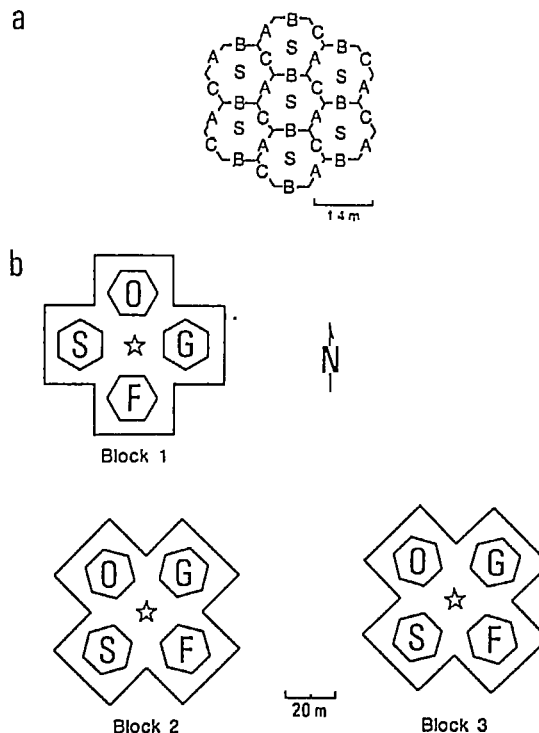 a
B
A C
B S B
A C A C
S B S
C A C A
B S B
A C A C
S B S
C A C A
B S B
C A
B
1.4 m
b
O
S G
F
Block 1
N
O G
S F
Block 2
20 m
O G
S F
Block 3